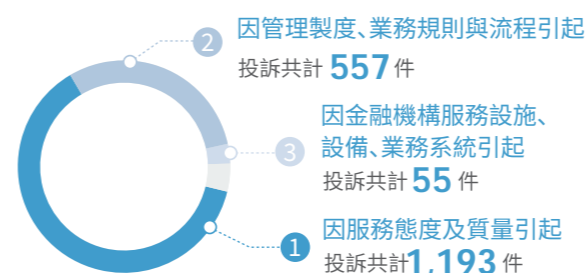 2
因管理製度、業務規則與流程引起
投訴共計 557 件
3
因金融機構服務設施、
設備、業務系統引起
投訴共計 55 件
1
因服務態度及質量引起
投訴共計1,193 件